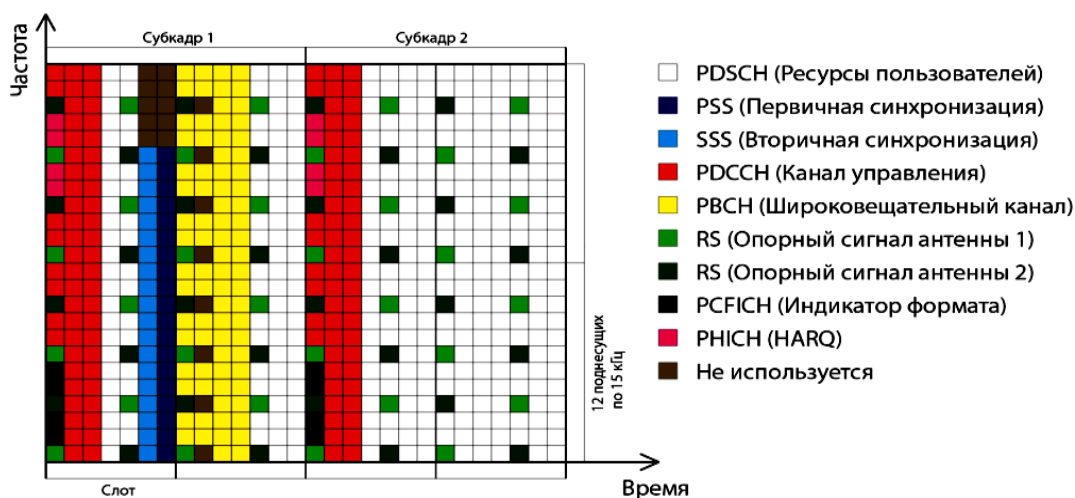 Субкадр 1
Субкадр 2
Частота
PDSCH (Ресурсы пользователей)
PSS (Первичная синхронизация)
SSS (Вторичная синхронизация)
PDCCH (Канал управления)
PBCH (Широковещательный канал)
RS (Опорный сигнал антенны 1)
RS (Опорный сигнал антенны 2)
PCFICH (Индикатор формата)
PHICH (HARQ)
Не используется
12 поднесущих
по 15 кГц
Слот
Время